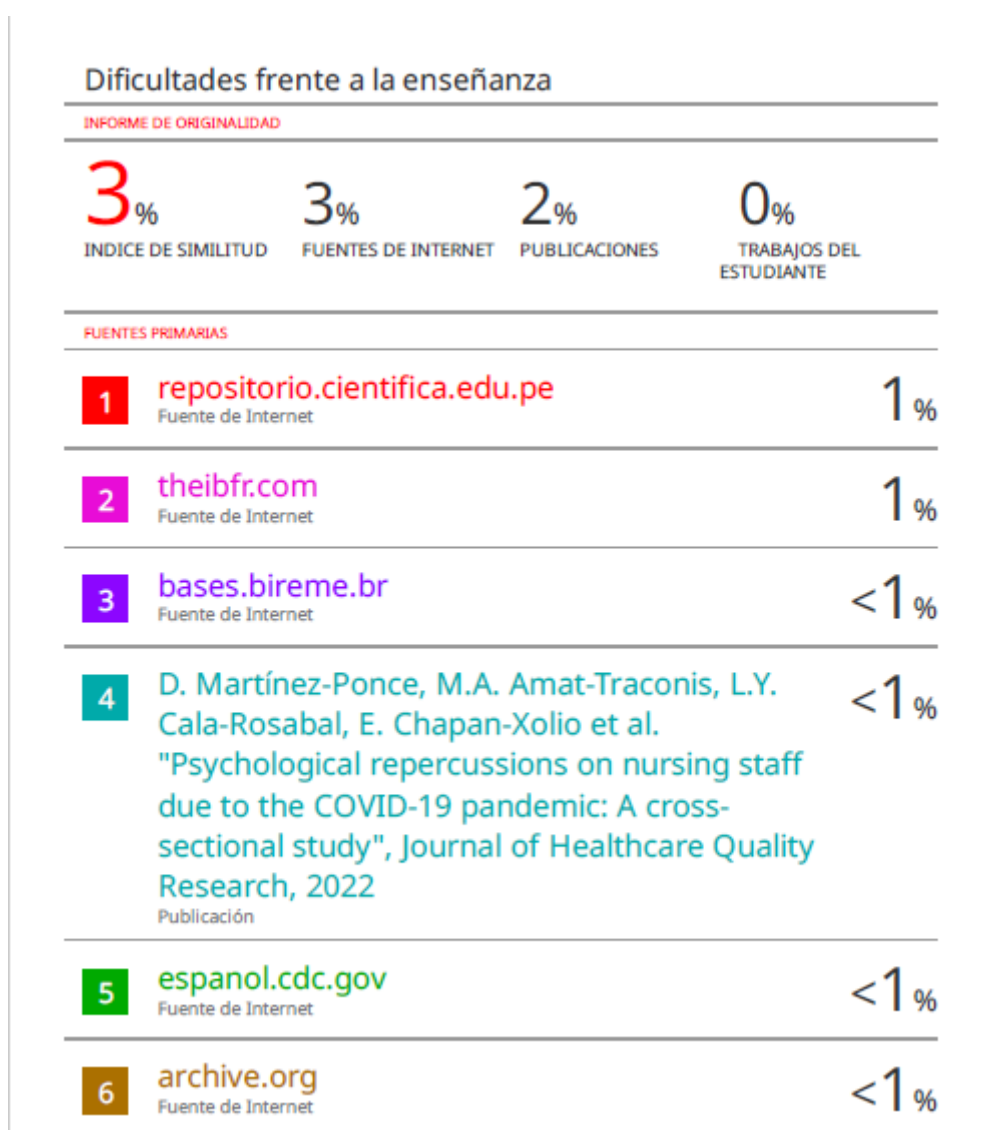 Dificultades frente a la enseñanza
INFORME DE ORIGINALIDAD
3%
3%
2%
0%
INDICE DE SIMILITUD
FUENTES DE INTERNET
PUBLICACIONES
TRABAJOS DEL
ESTUDIANTE
FUENTES PRIMARIAS
1
repositorio.cientifica.edu.pe
Fuente de Internet
1%
2
theibfr.com
Fuente de Internet
1%
3
bases.bireme.br
Fuente de Internet
<1%
4
D. Martínez-Ponce, M.A. Amat-Traconis, L.Y.
Cala-Rosabal, E. Chapan-Xolio et al.
"Psychological repercussions on nursing staff
due to the COVID-19 pandemic: A cross-
sectional study", Journal of Healthcare Quality
Research, 2022
Publicación
<1%
5
espanol.cdc.gov
Fuente de Internet
<1%
6
archive.org
Fuente de Internet
<1%